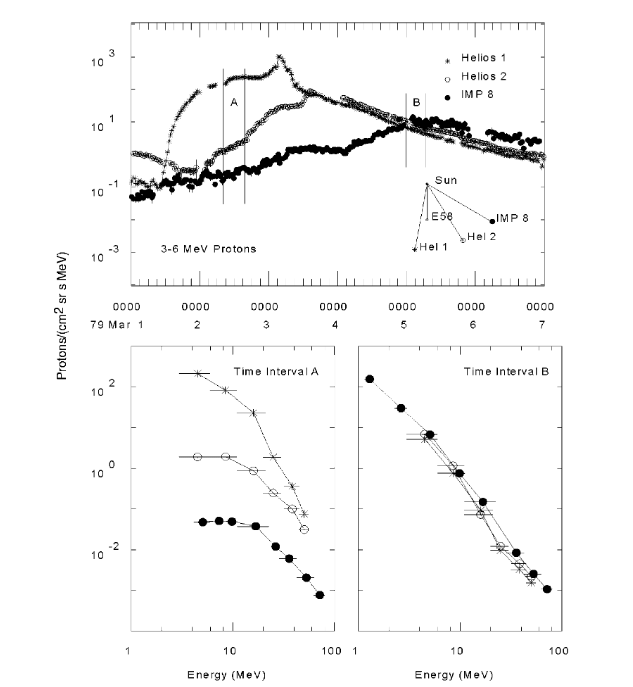 10 3
10 1
10 -1
10 -3
Helios 1
Helios 2
IMP 8
A
B
Sun
E58
IMP 8
Hel 2
Hel 1
3-6 MeV Protons
0000 0000 0000 0000 0000 0000 0000
79 Mar 1 2 3 4 5 6 7
Protons/(cm2 sr s MeV)
Time Interval A
10 2
10 0
10 -2
1 10 100
Energy (MeV)
Time Interval B
1 10 100
Energy (MeV)